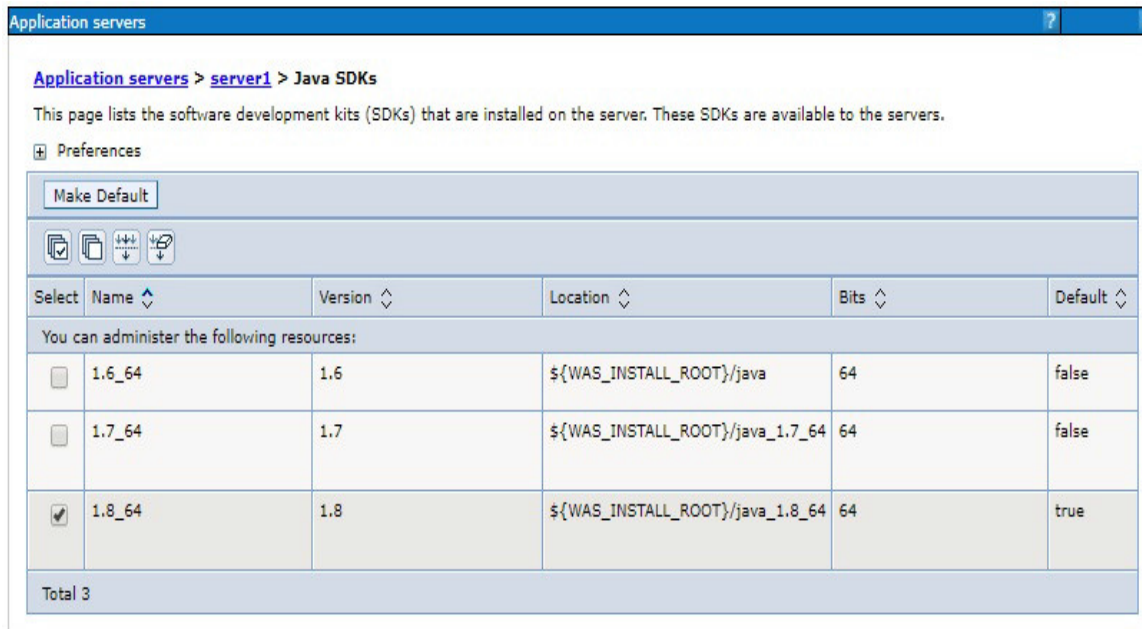 Application servers ?
Application servers > server1 > Java SDKs
This page lists the software development kits (SDKs) that are installed on the server. These SDKs are available to the servers.
Preferences
Make Default
Select Name Version Location Bits Default
You can administer the following resources:
1.6_64 1.6 ${WAS_INSTALL_ROOT}/java 64 false
1.7_64 1.7 ${WAS_INSTALL_ROOT}/java_1.7_64 64 false
1.8_64 1.8 ${WAS_INSTALL_ROOT}/java_1.8_64 64 true
Total 3